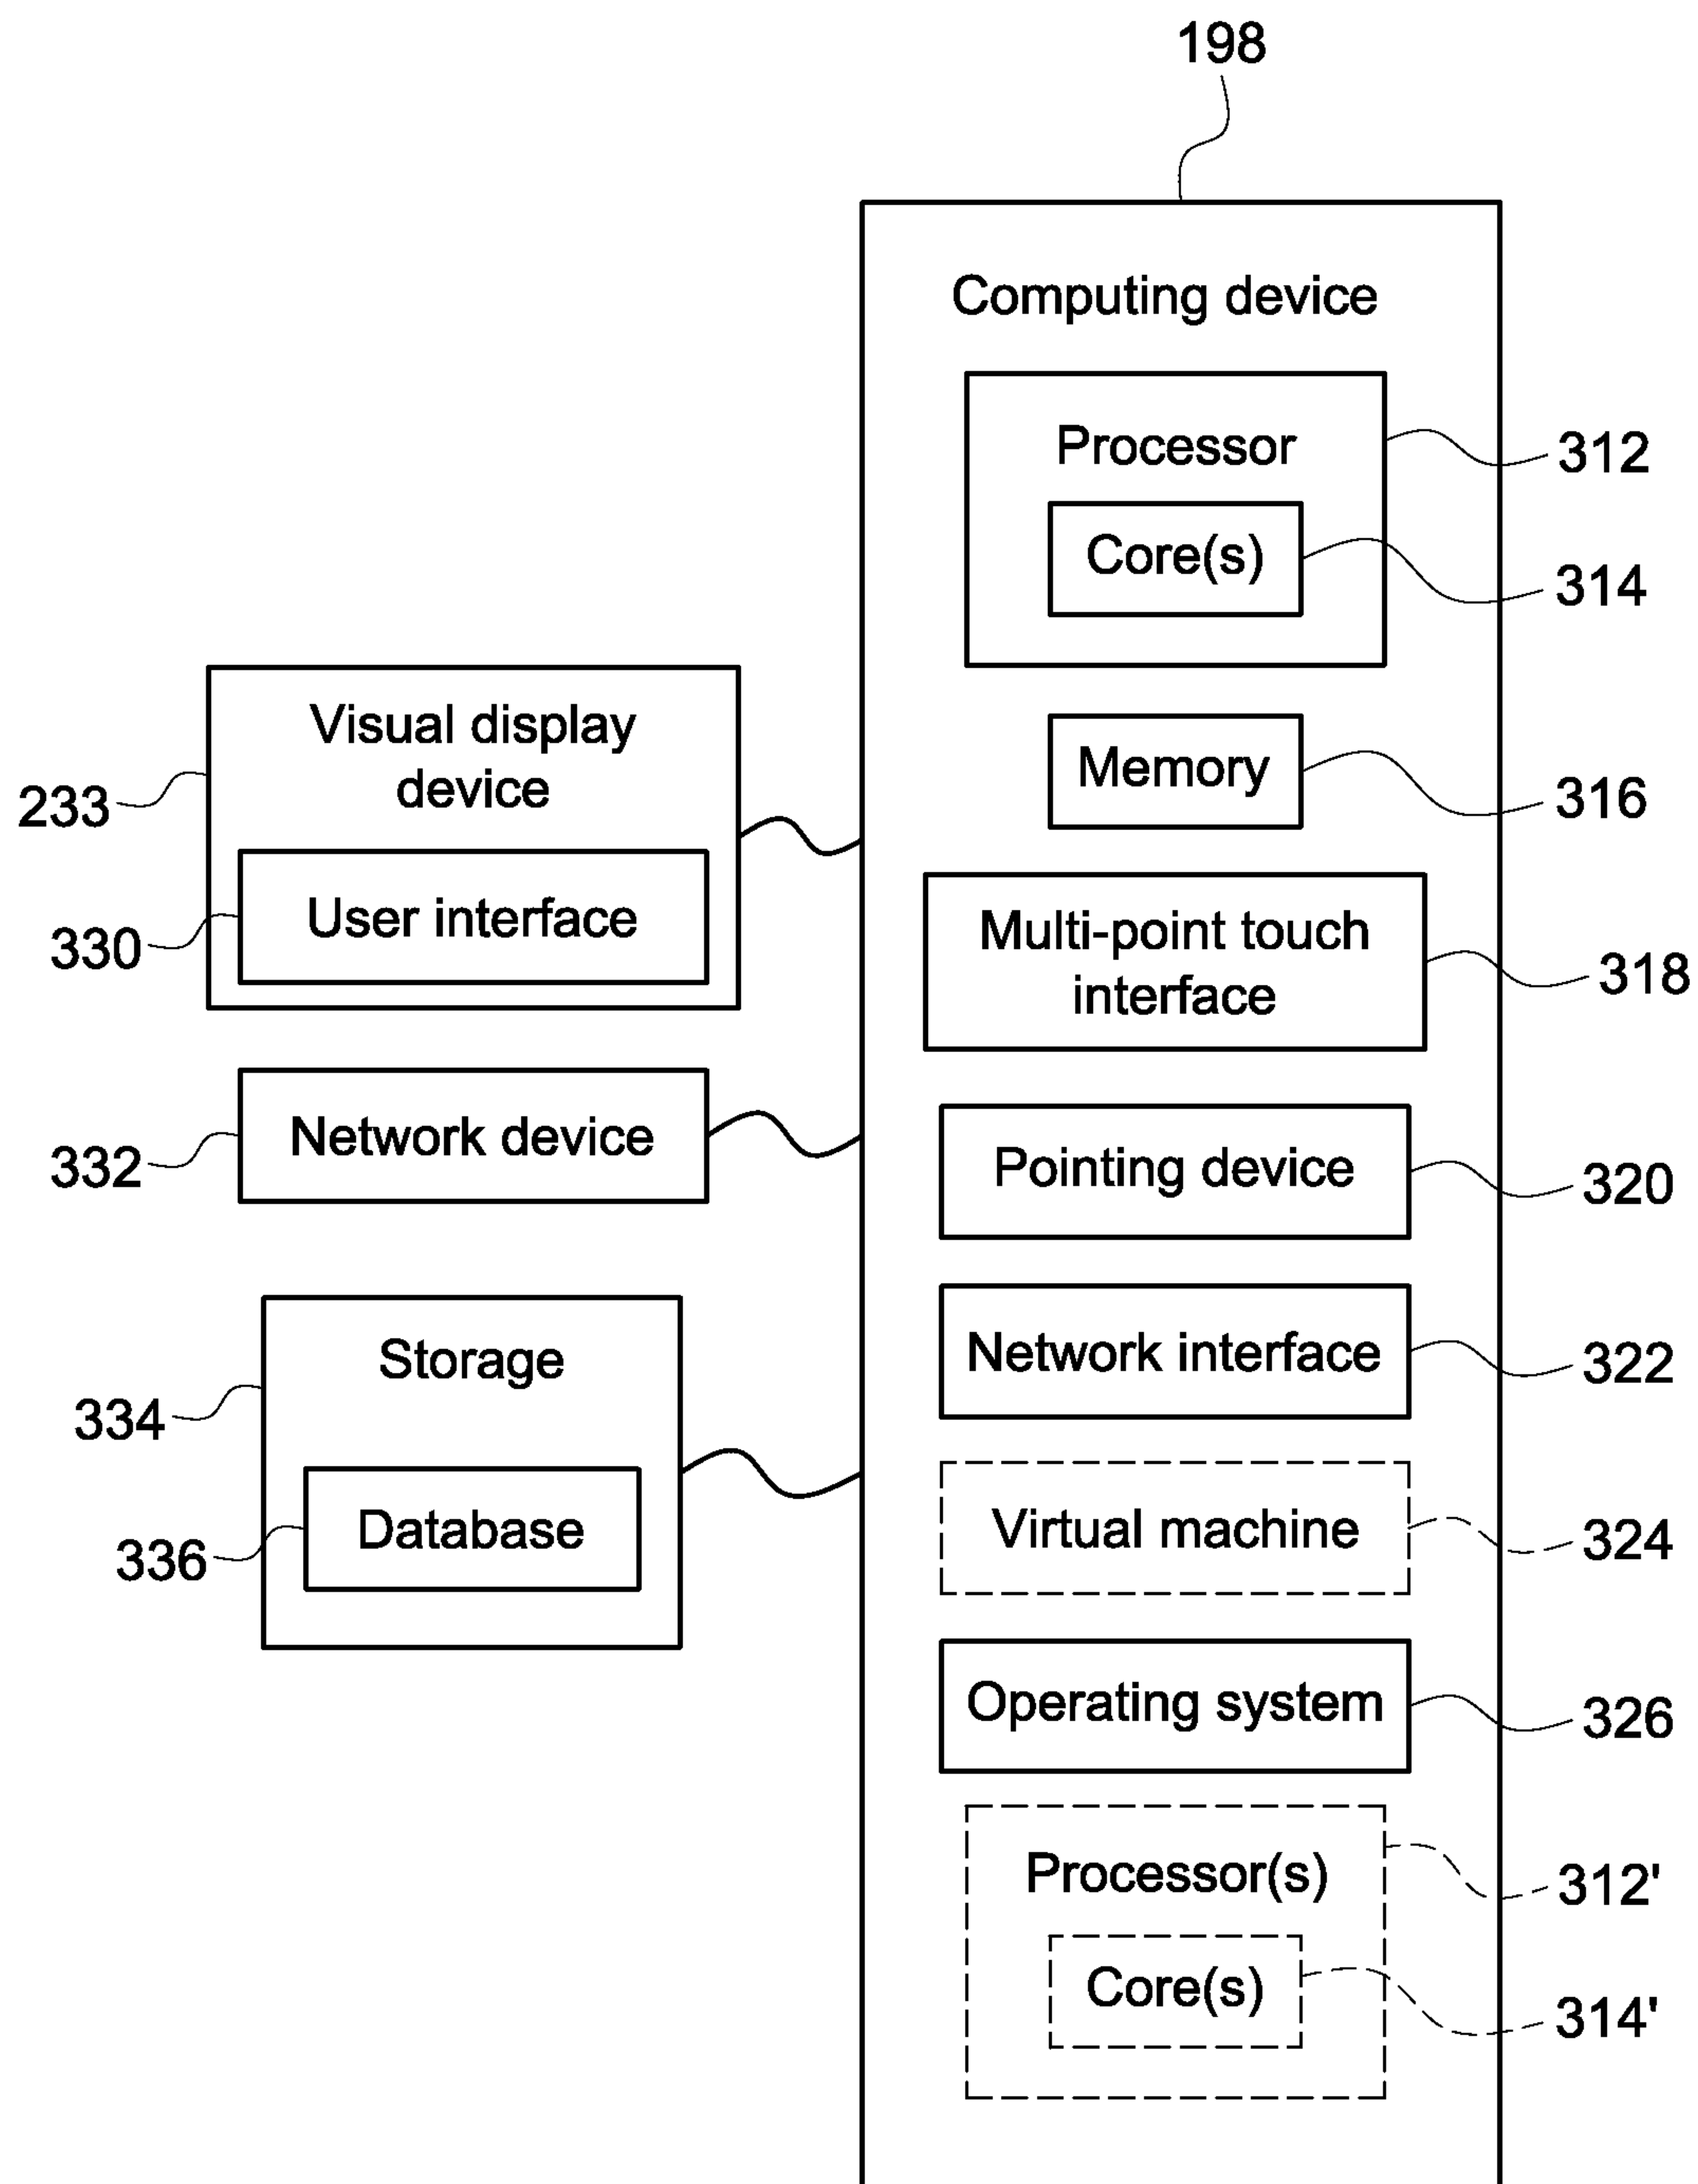 198
Computing device
Processor
312
Core(s)
314
Visual display
device
233
User interface
330
Memory
316
Multi-point touch
interface
318
Network device
332
Pointing device
320
Network interface
322
Storage
334
Database
336
Virtual machine
324
Operating system
326
Processor(s)
312'
Core(s)
314'